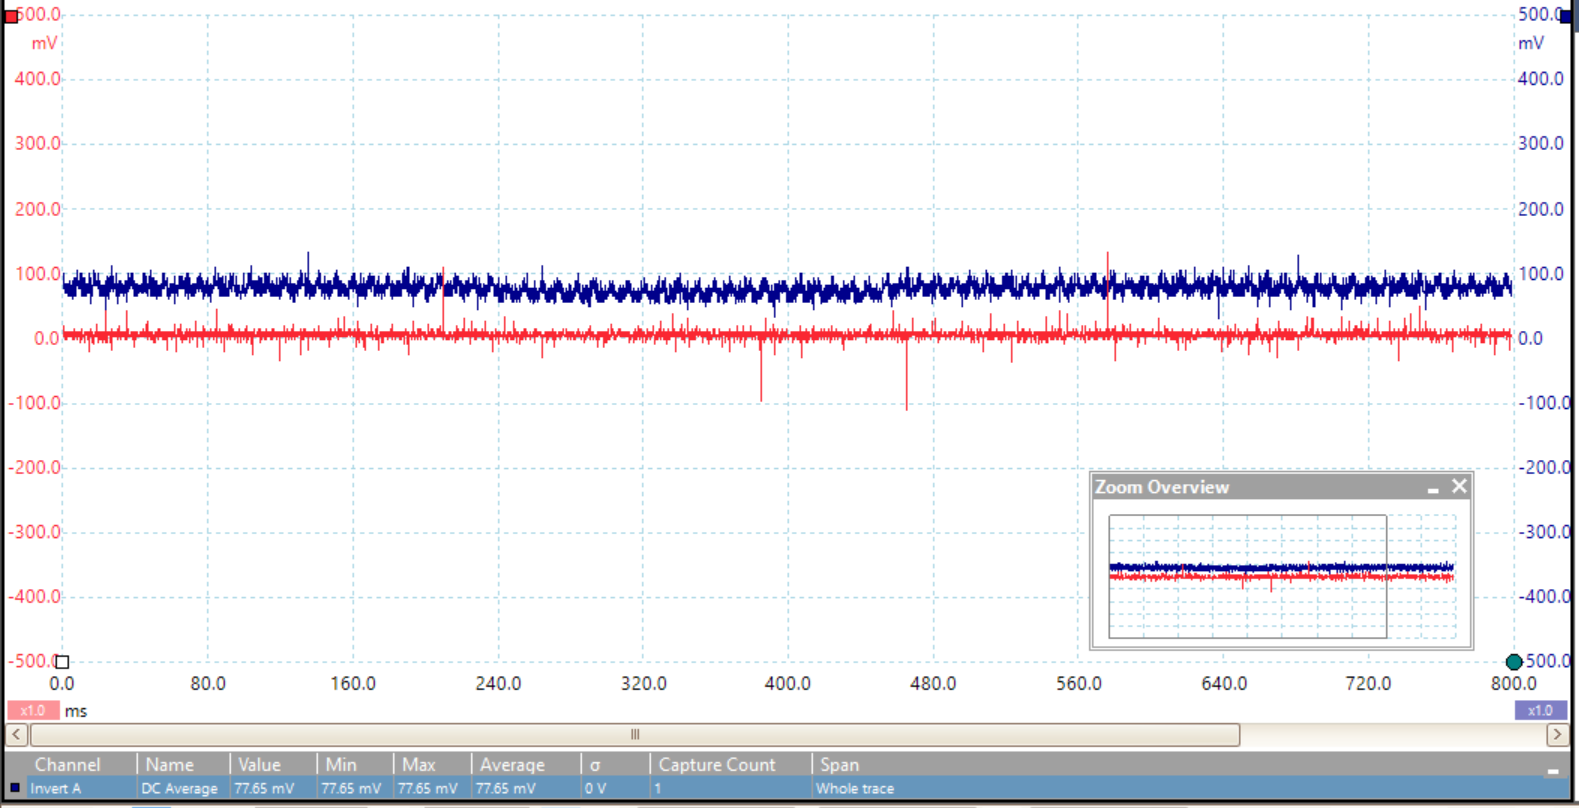 500.0 500.0
mV mV
400.0 400.0
300.0 300.0
200.0 200.0
100.0 100.0
0.0 0.0
-100.0 -100.0
-200.0 -200.0
Zoom Overview
-300.0 -300.0
-400.0 -400.0
-500.0 500.0
0.0 80.0 160.0 240.0 320.0 400.0 480.0 560.0 640.0 720.0 800.0
x1.0 ms x1.0
Channel Name Value Min Max Average σ Capture Count Span
Invert A DC Average 77.65 mV 77.65 mV 77.65 mV 77.65 mV 0 V 1 Whole trace